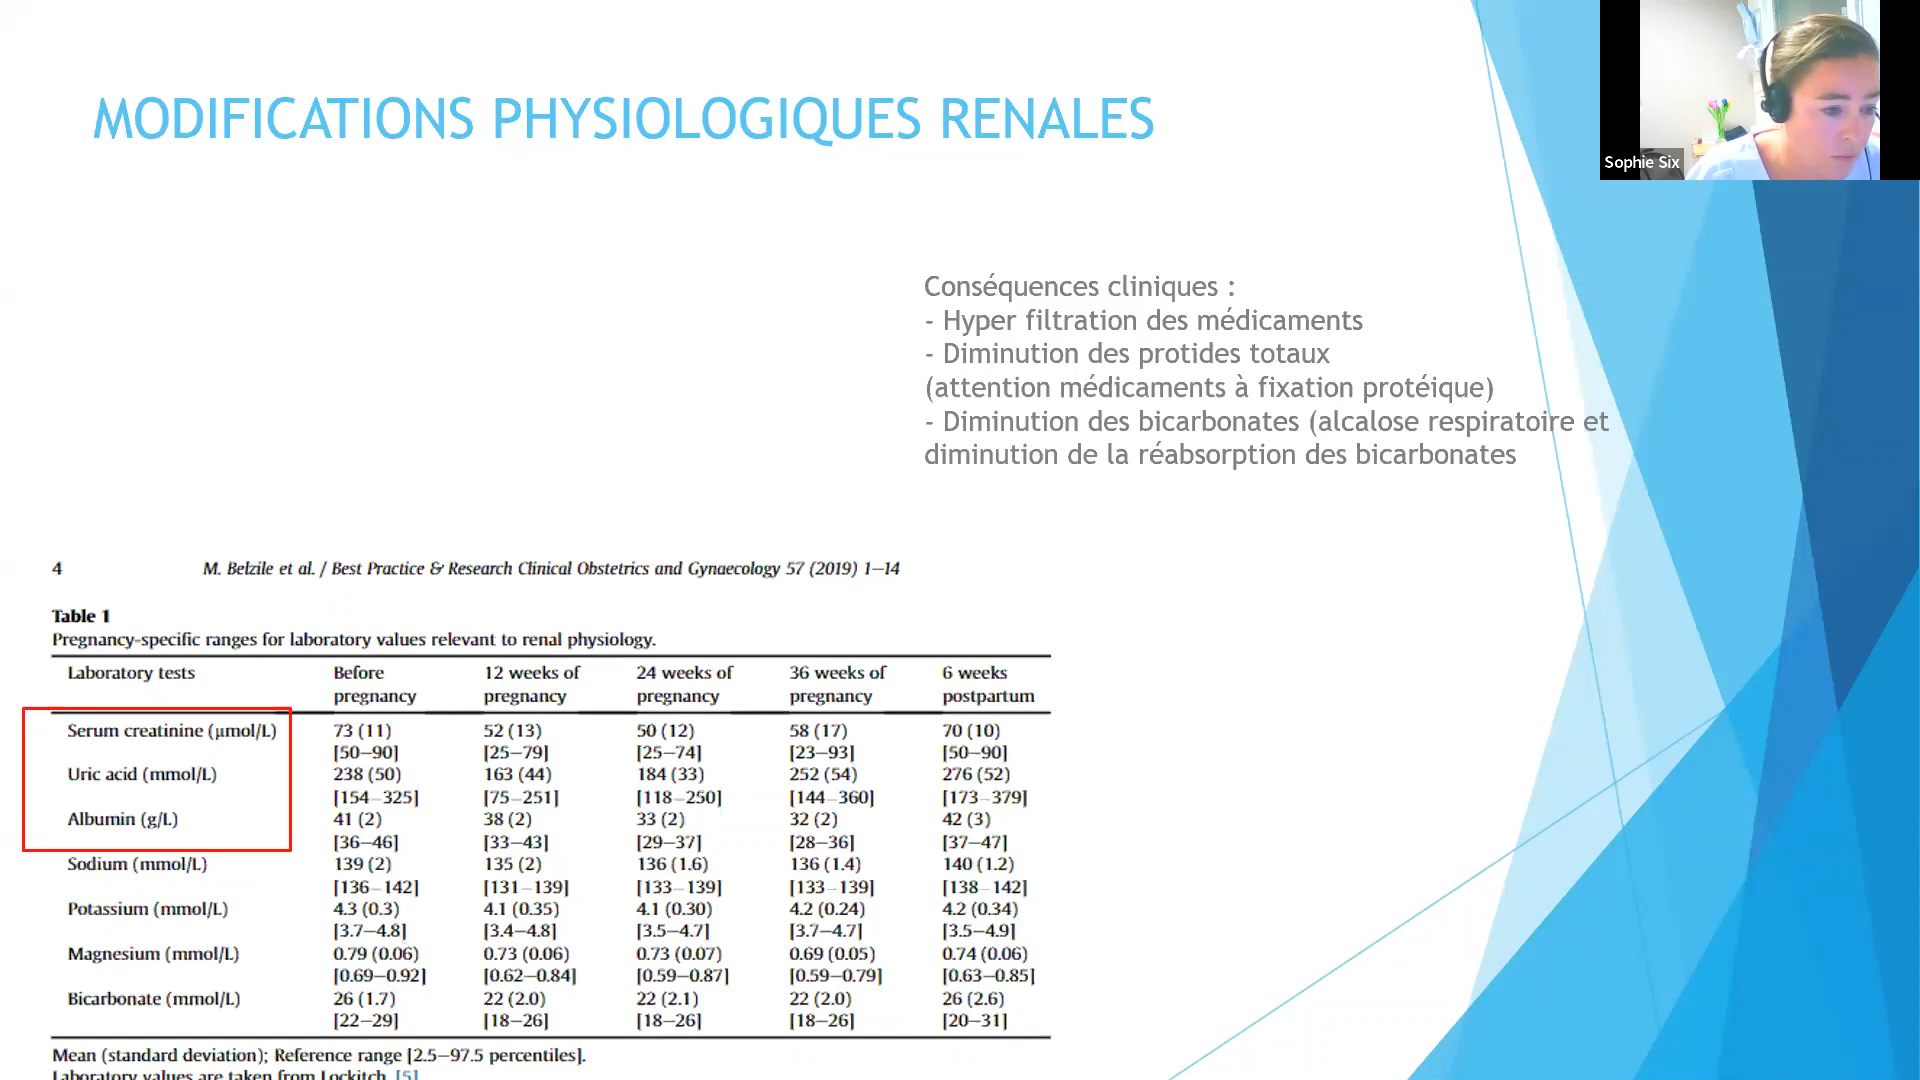 MODIFICATIONS PHYSIOLOGIQUES RENALES
Sophie Six
Conséquences cliniques :
- Hyper filtration des médicaments
- Diminution des protides totaux
(attention médicaments à fixation protéique)
- Diminution des bicarbonates (alcalose respiratoire et
diminution de la réabsorption des bicarbonates
4 M. Belzile et al. / Best Practice & Research Clinical Obstetrics and Gynaecology 57 (2019) 1–14
Table 1
Pregnancy-specific ranges for laboratory values relevant to renal physiology.
Laboratory tests Before 12 weeks of 24 weeks of 36 weeks of 6 weeks
pregnancy pregnancy pregnancy pregnancy postpartum
Serum creatinine (μmol/L) 73 (11) 52 (13) 50 (12) 58 (17) 70 (10)
[50–90] [25–79] [25–74] [23–93] [50–90]
Uric acid (mmol/L) 238 (50) 163 (44) 184 (33) 252 (54) 276 (52)
[154–325] [75–251] [118–250] [144–360] [173–379]
Albumin (g/L) 41 (2) 38 (2) 33 (2) 32 (2) 42 (3)
[36–46] [33–43] [29–37] [28–36] [37–47]
Sodium (mmol/L) 139 (2) 135 (2) 136 (1.6) 136 (1.4) 140 (1.2)
[136–142] [131–139] [133–139] [133–139] [138–142]
Potassium (mmol/L) 4.3 (0.3) 4.1 (0.35) 4.1 (0.30) 4.2 (0.24) 4.2 (0.34)
[3.7–4.8] [3.4–4.8] [3.5–4.7] [3.7–4.7] [3.5–4.9]
Magnesium (mmol/L) 0.79 (0.06) 0.73 (0.06) 0.73 (0.07) 0.69 (0.05) 0.74 (0.06)
[0.69–0.92] [0.62–0.84] [0.59–0.87] [0.59–0.79] [0.63–0.85]
Bicarbonate (mmol/L) 26 (1.7) 22 (2.0) 22 (2.1) 22 (2.0) 26 (2.6)
[22–29] [18–26] [18–26] [18–26] [20–31]
Mean (standard deviation); Reference range [2.5–97.5 percentiles].
Laboratory values are taken from Lockitch. [5]